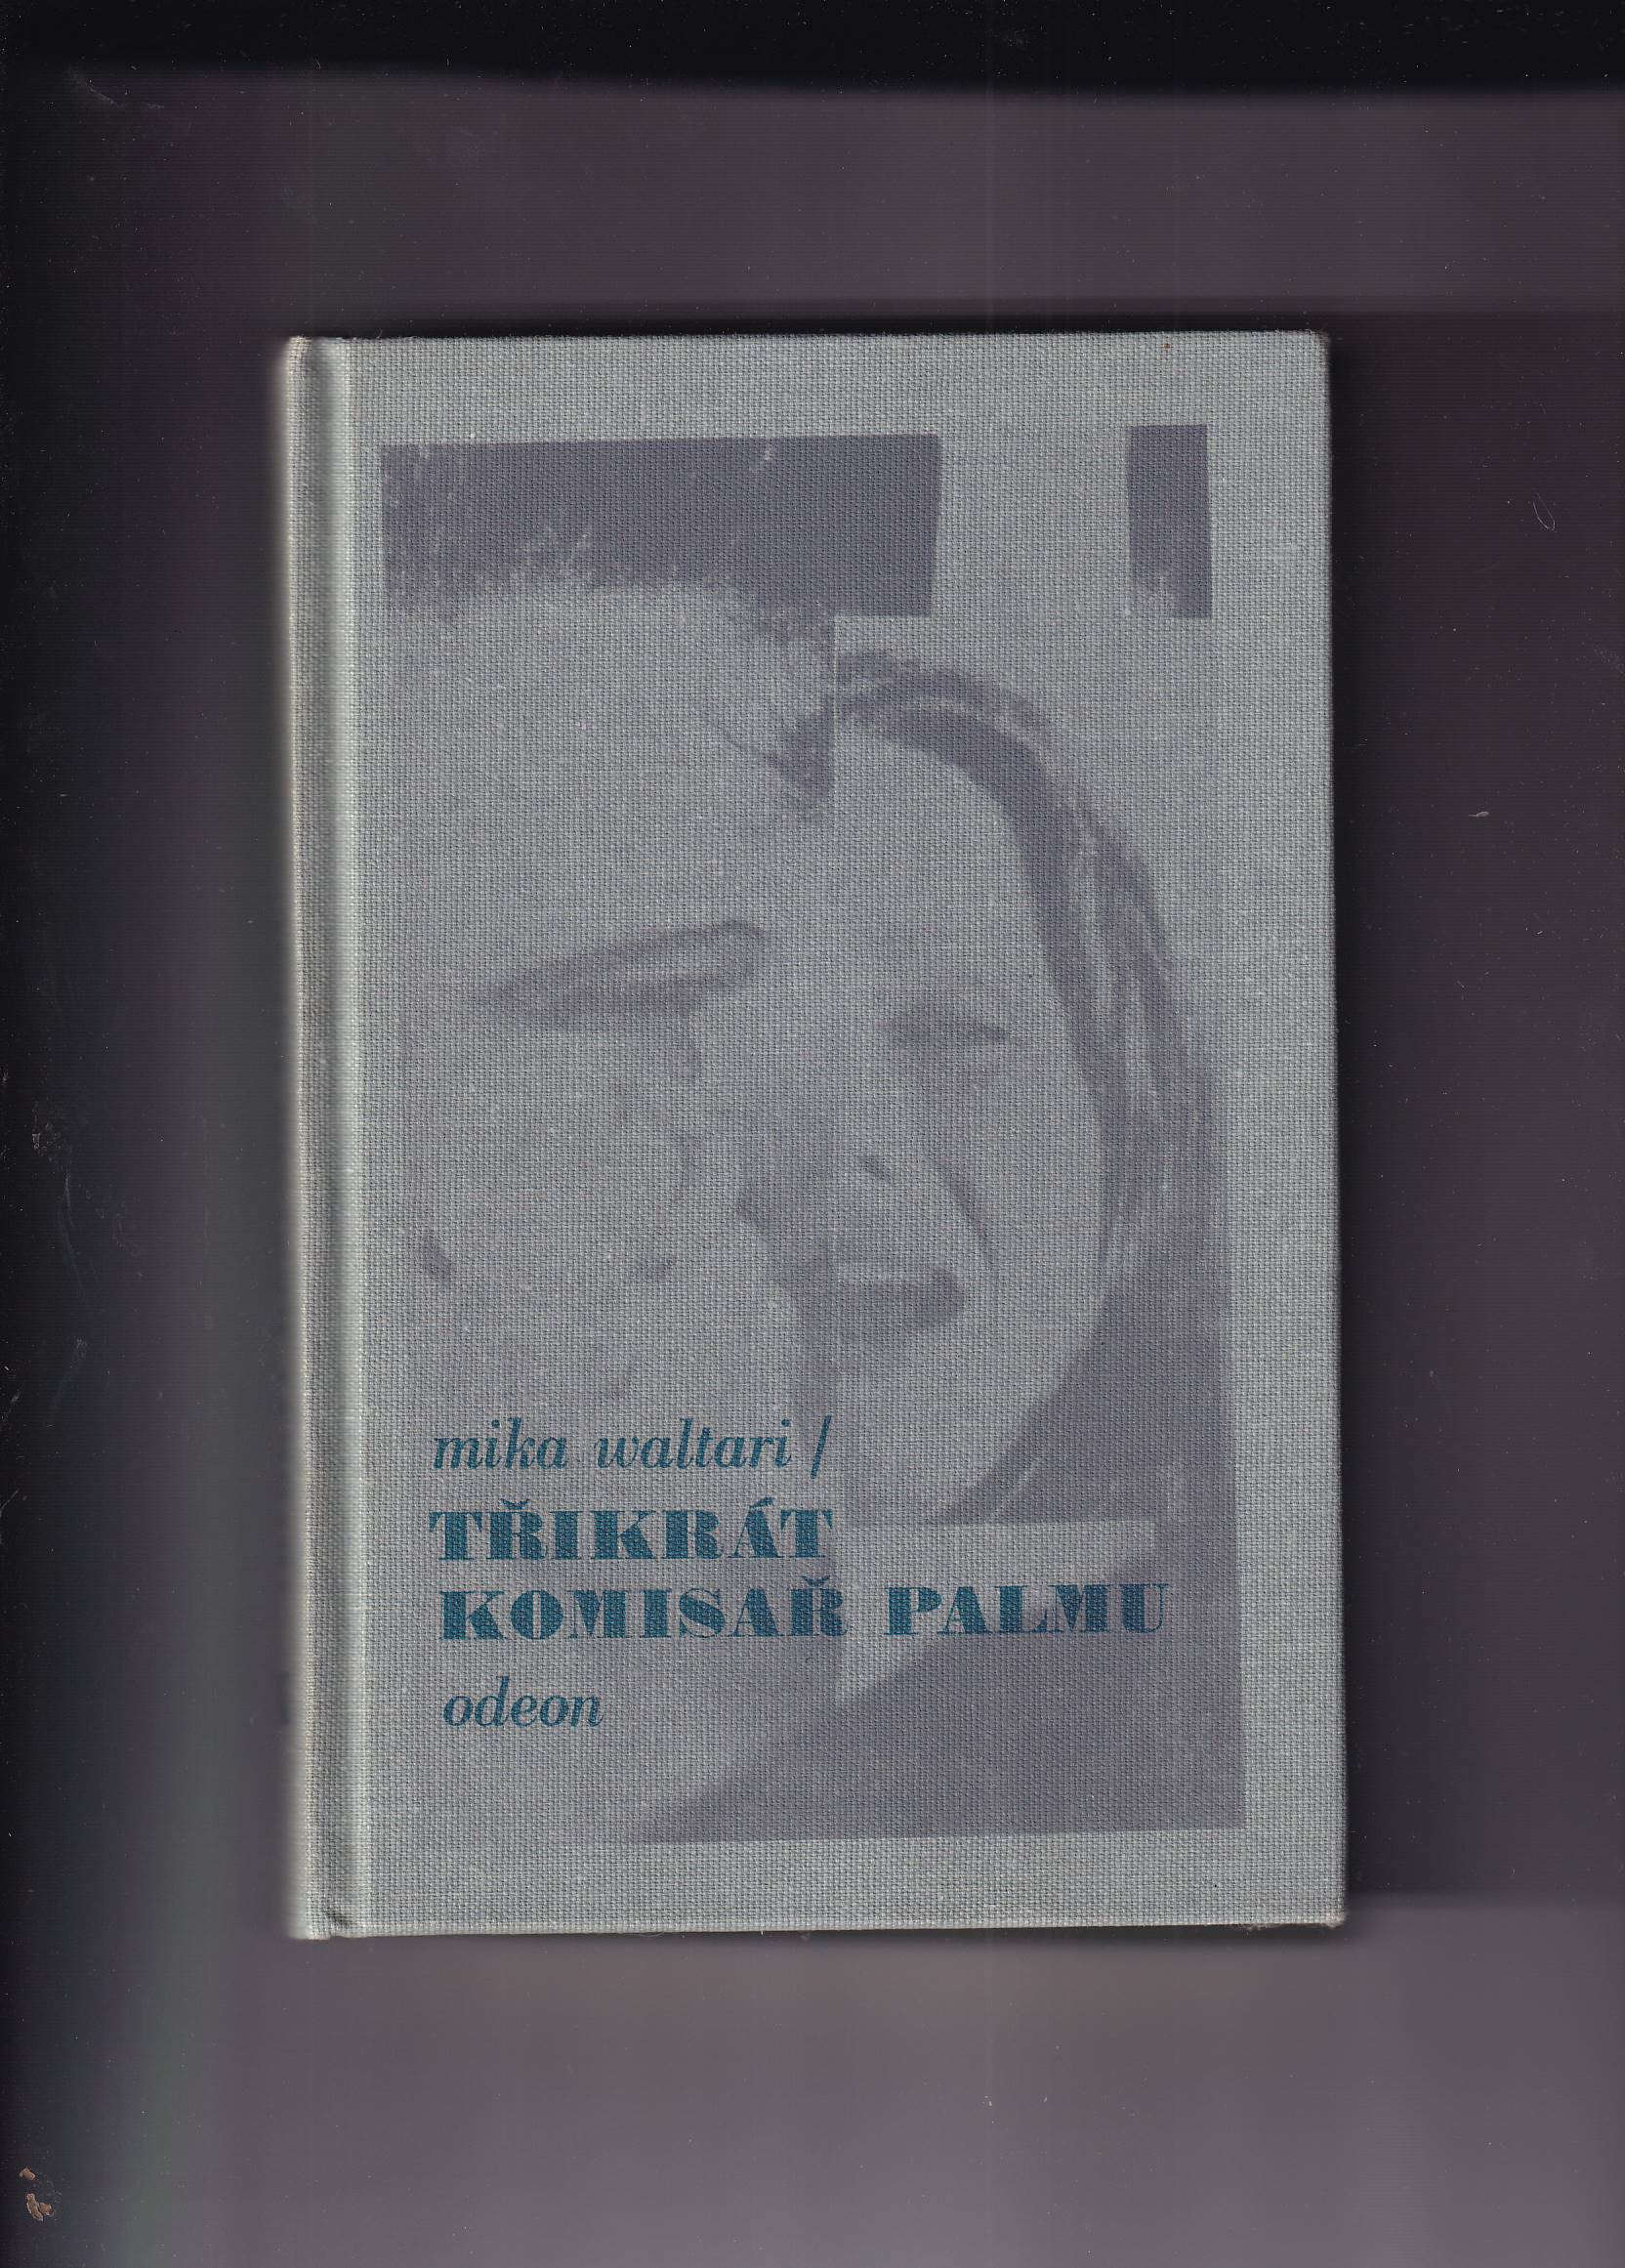 mika waltari /
TŘIKRÁT
KOMISAŘ PALMU
odeon